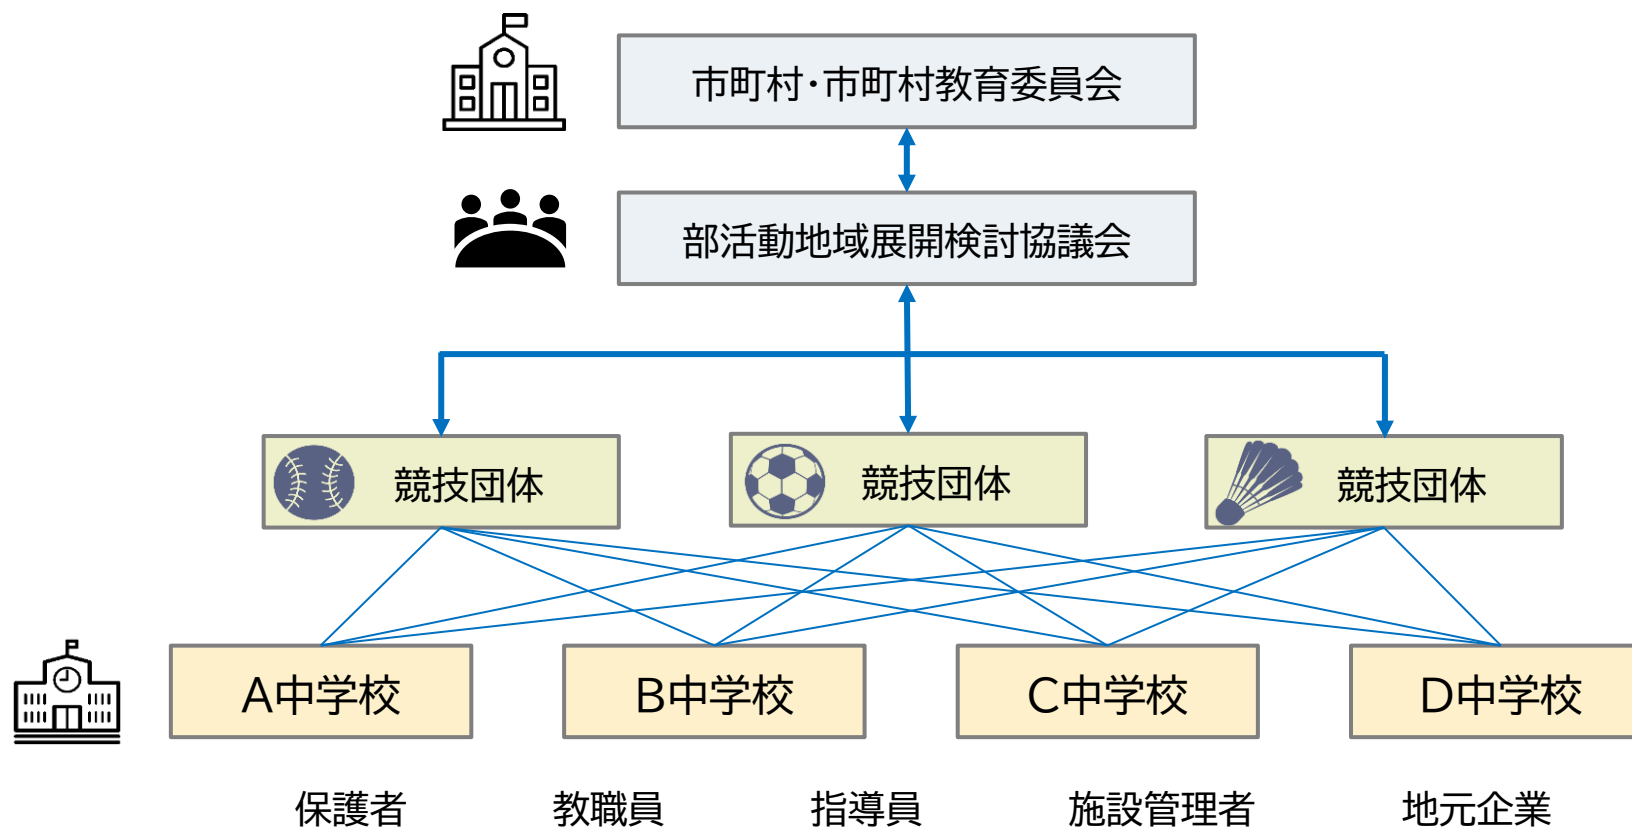 市町村・市町村教育委員会
部活動地域展開検討協議会
競技団体
競技団体
競技団体
A中学校
B中学校
C中学校
D中学校
保護者
教職員
指導員
施設管理者
地元企業